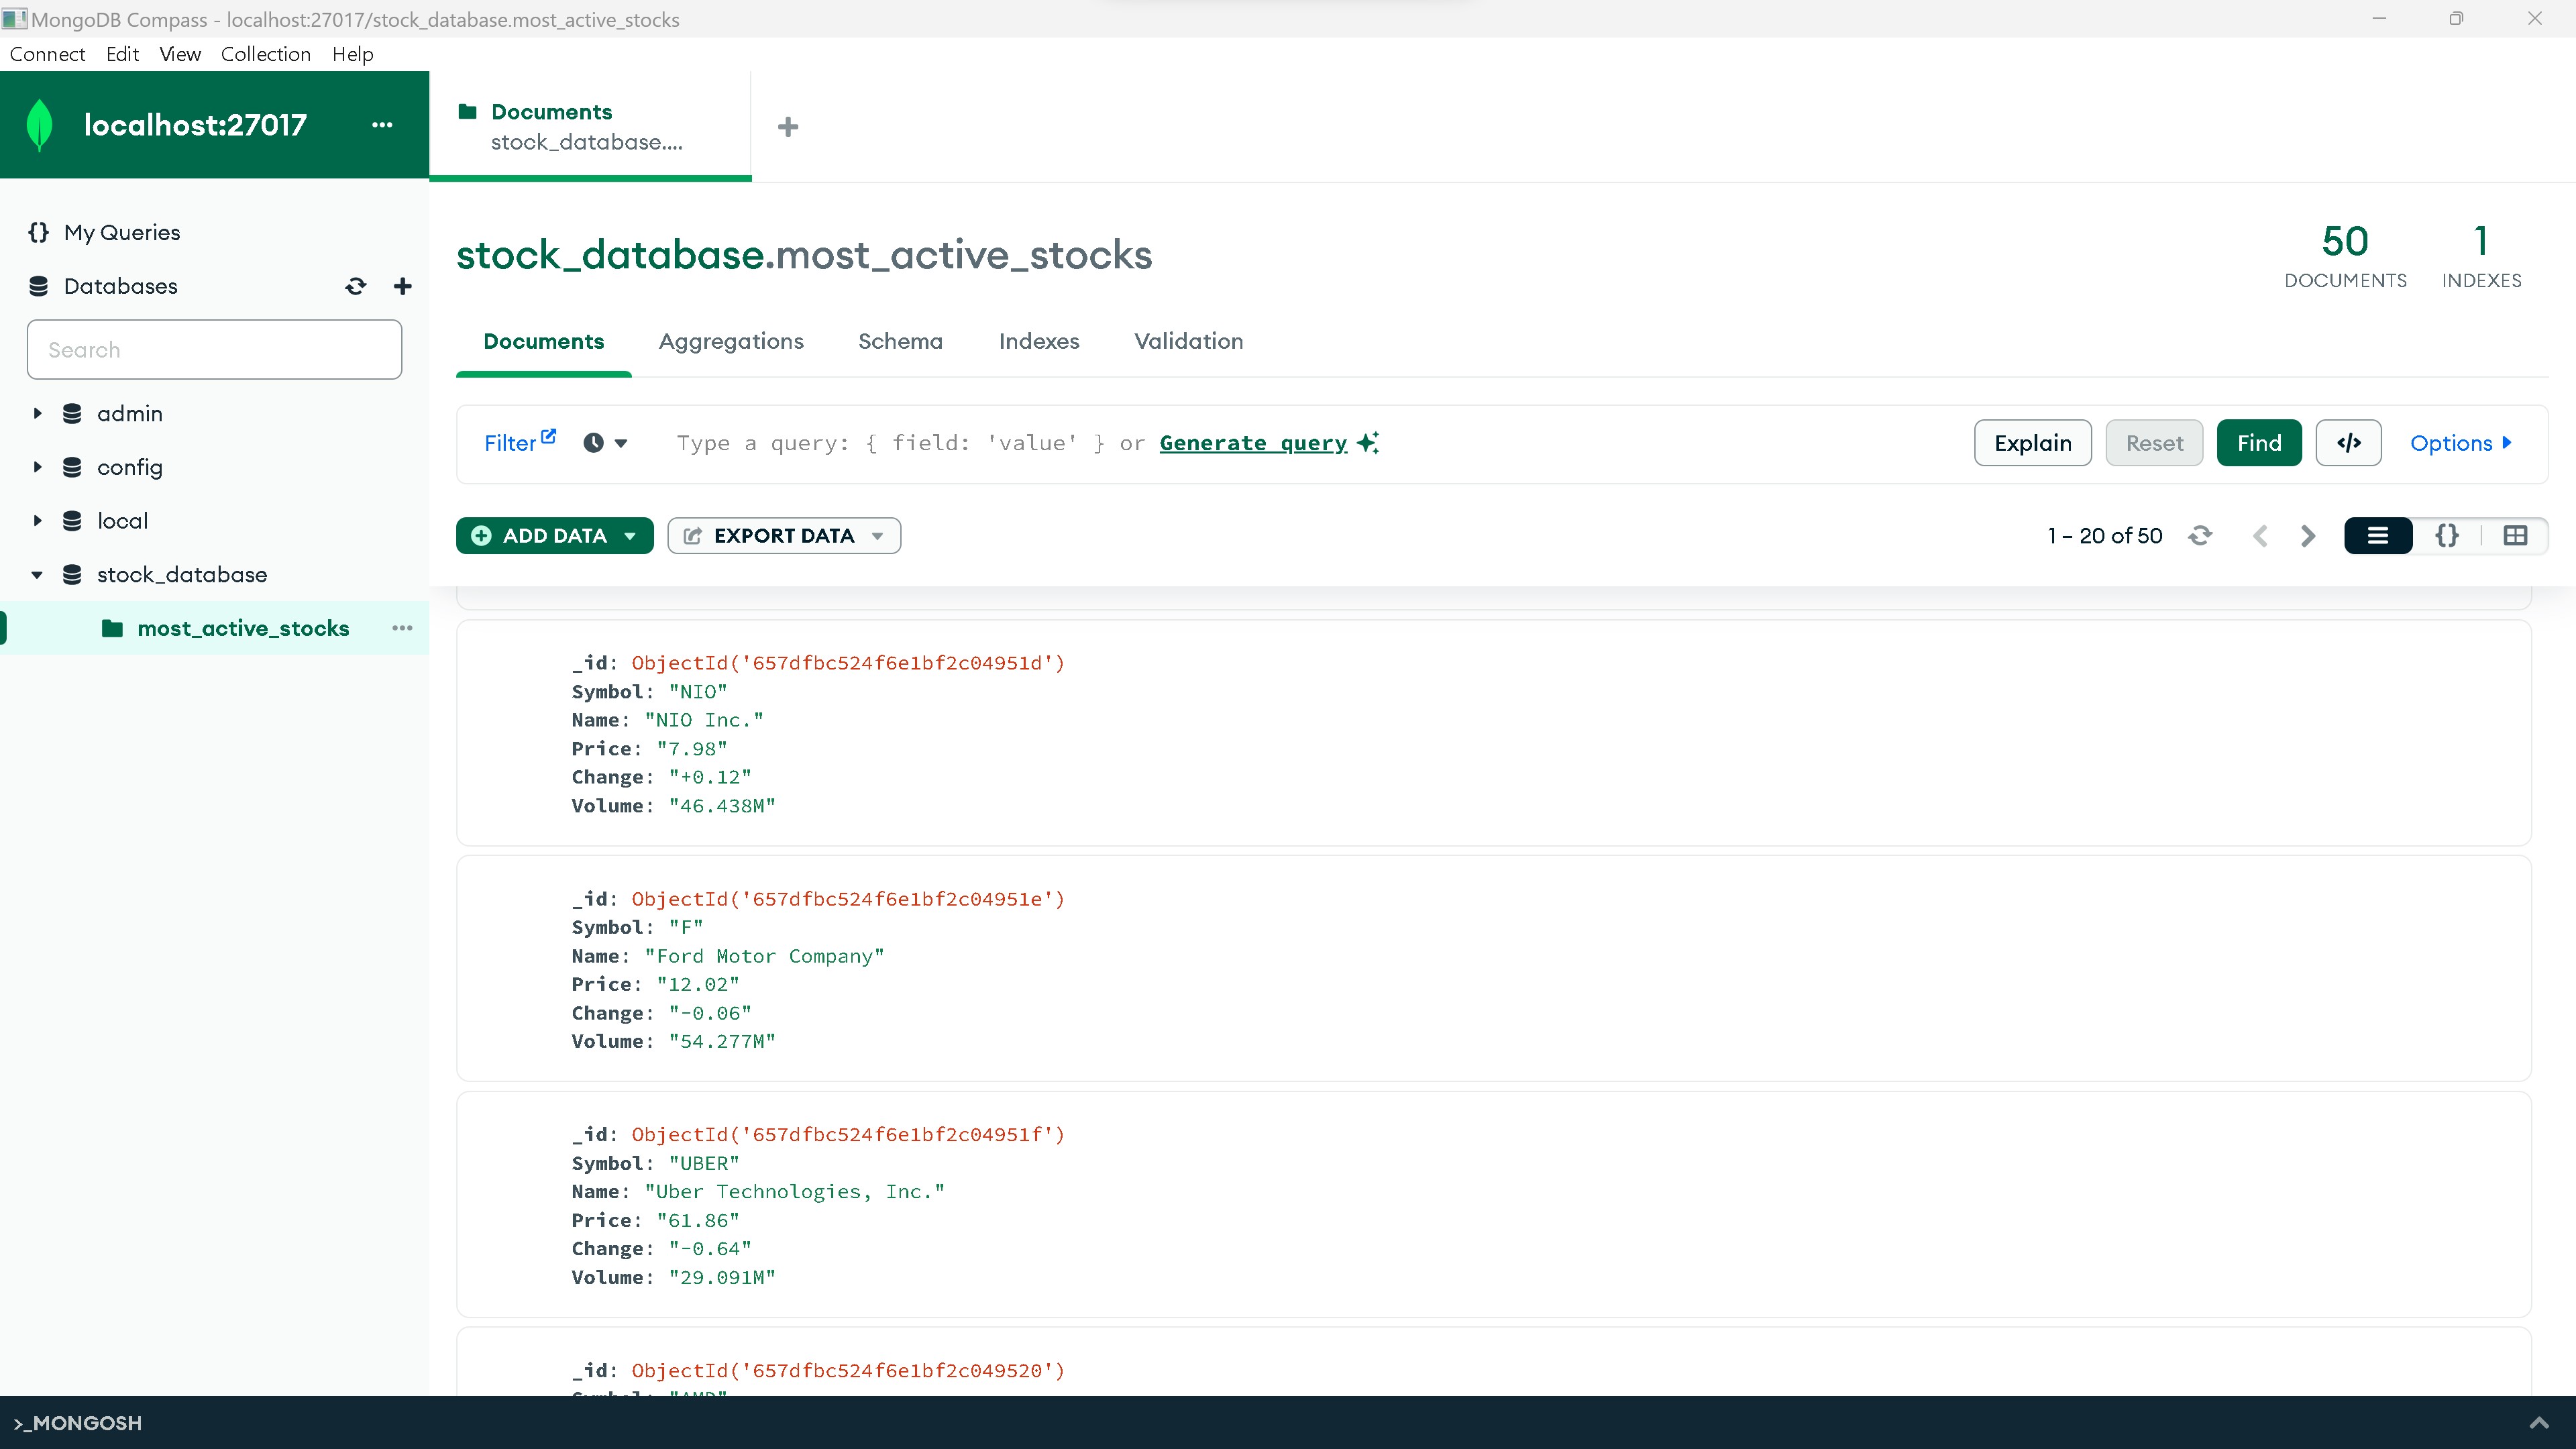 MongoDB Compass - localhost:27017/stock_database.most_active_stocks
Connect Edit View Collection Help
localhost:27017 ...
Documents
stock_database....
My Queries
Databases
Search
admin
config
local
stock_database
most_active_stocks ...
stock_database.most_active_stocks
50 DOCUMENTS
1 INDEXES
Documents Aggregations Schema Indexes Validation
Filter Type a query: { field: 'value' } or Generate query Explain Reset Find </> Options
ADD DATA EXPORT DATA 1 – 20 of 50 {}
_id: ObjectId('657dfbc524f6e1bf2c04951d')
Symbol: "NIO"
Name: "NIO Inc."
Price: "7.98"
Change: "+0.12"
Volume: "46.438M"
_id: ObjectId('657dfbc524f6e1bf2c04951e')
Symbol: "F"
Name: "Ford Motor Company"
Price: "12.02"
Change: "-0.06"
Volume: "54.277M"
_id: ObjectId('657dfbc524f6e1bf2c04951f')
Symbol: "UBER"
Name: "Uber Technologies, Inc."
Price: "61.86"
Change: "-0.64"
Volume: "29.091M"
_id: ObjectId('657dfbc524f6e1bf2c049520')
Symbol: "AMD"
>_MONGOSH